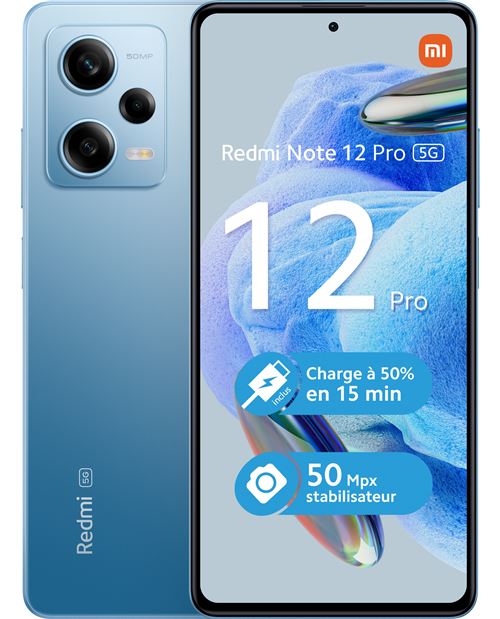 50MP
Redmi 5G
mi
Redmi Note 12 Pro 5G
12 Pro
inclus
Charge à 50%
en 15 min
50 Mpx
stabilisateur